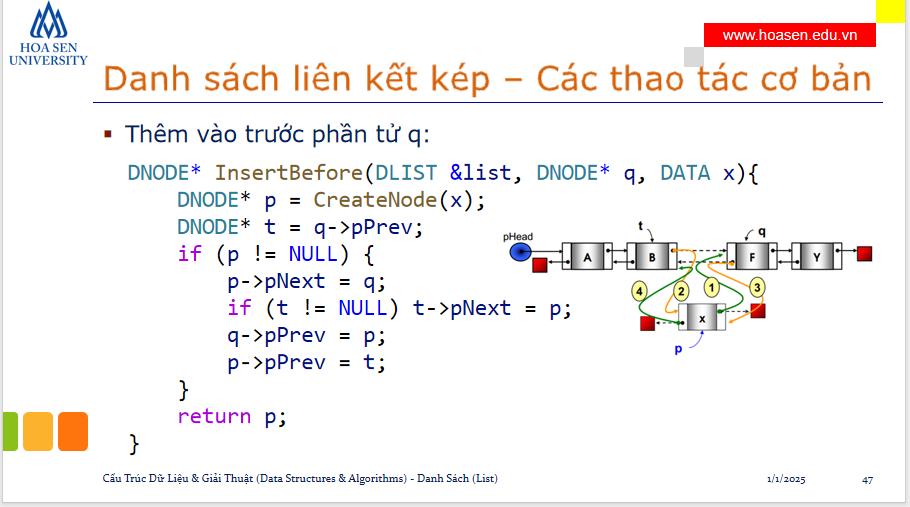 HOA SEN
UNIVERSITY
www.hoasen.edu.vn
Danh sách liên kết kép – Các thao tác cơ bản
▪ Thêm vào trước phần tử q:
DNODE* InsertBefore(DLIST &list, DNODE* q, DATA x){
DNODE* p = CreateNode(x);
DNODE* t = q->pPrev;
if (p != NULL) {
p->pNext = q;
if (t != NULL) t->pNext = p;
q->pPrev = p;
p->pPrev = t;
}
return p;
}
pHead
t
q
A
B
F
Y
4
2
1
3
x
p
Cấu Trúc Dữ Liệu & Giải Thuật (Data Structures & Algorithms) - Danh Sách (List)
1/1/2025
47